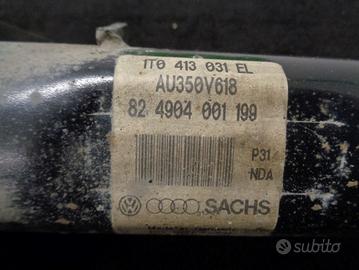 1T0 413 031 EL
AU350V618
82 4904 001 199
P31
NDA
SACHS
subito